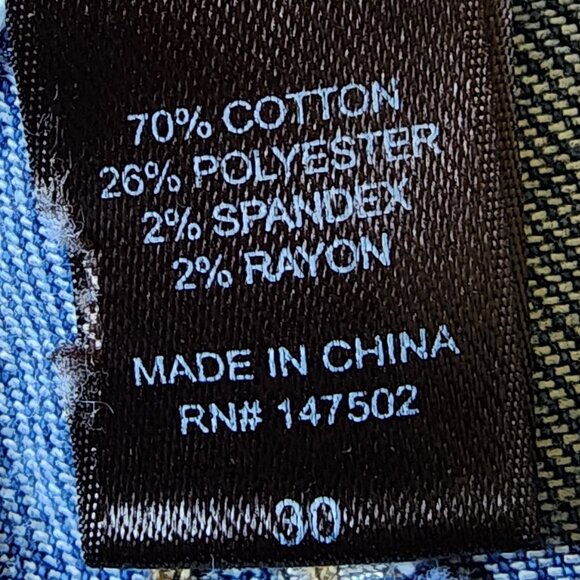 70% COTTON
26% POLYESTER
2% SPANDEX
2% RAYON
MADE IN CHINA
RN# 147502
30